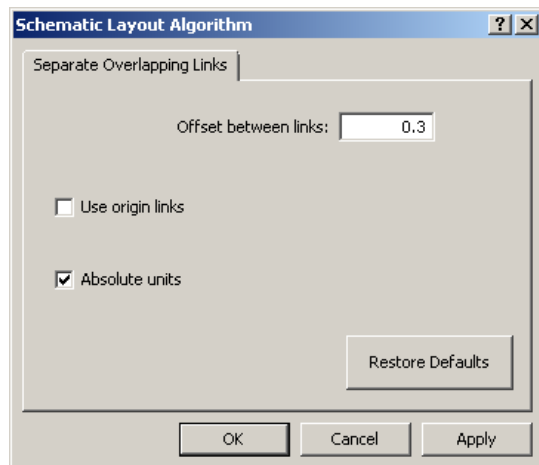 Schematic Layout Algorithm ? X
Separate Overlapping Links
Offset between links: 0.3
Use origin links
Absolute units
Restore Defaults
OK Cancel Apply